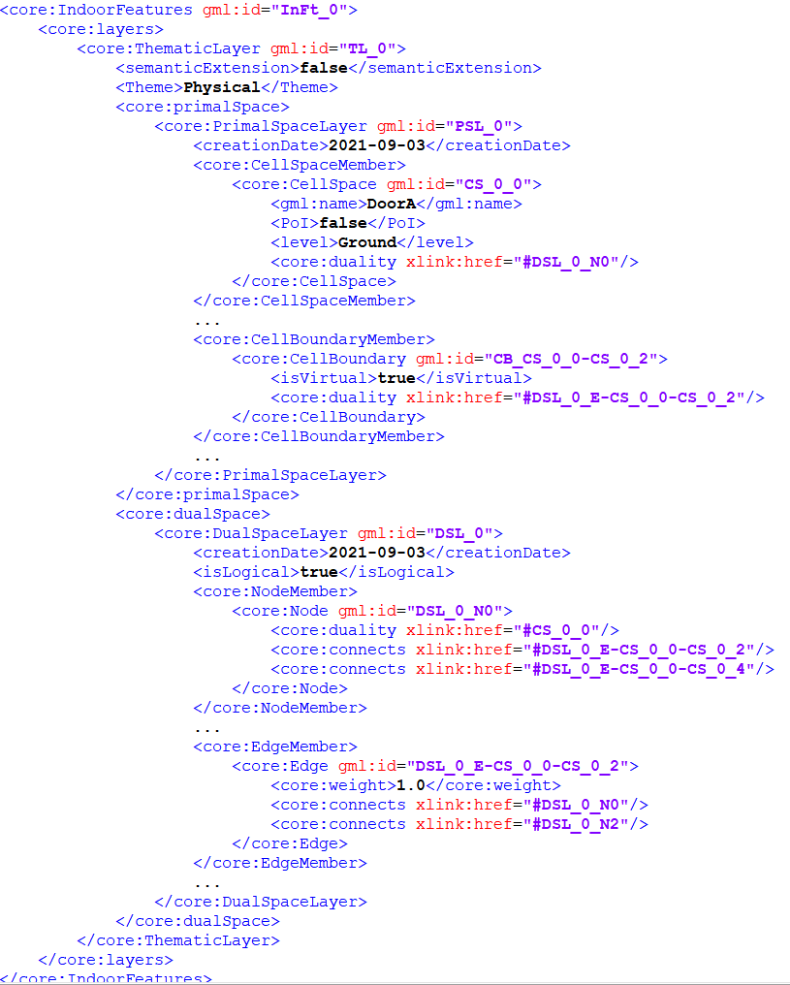 <core:IndoorFeatures gml:id="InFt_0">
<core:layers>
<core:ThematicLayer gml:id="TL_0">
<semanticExtension>false</semanticExtension>
<Theme>Physical</Theme>
<core:primalSpace>
<core:PrimalSpaceLayer gml:id="PSL_0">
<creationDate>2021-09-03</creationDate>
<core:CellSpaceMember>
<core:CellSpace gml:id="CS_0_0">
<gml:name>DoorA</gml:name>
<PoI>false</PoI>
<level>Ground</level>
<core:duality xlink:href="#DSL_0_N0"/>
</core:CellSpace>
</core:CellSpaceMember>
...
<core:CellBoundaryMember>
<core:CellBoundary gml:id="CB_CS_0_0-CS_0_2">
<isVirtual>true</isVirtual>
<core:duality xlink:href="#DSL_0_E-CS_0_0-CS_0_2"/>
</core:CellBoundary>
</core:CellBoundaryMember>
...
</core:PrimalSpaceLayer>
</core:primalSpace>
<core:dualSpace>
<core:DualSpaceLayer gml:id="DSL_0">
<creationDate>2021-09-03</creationDate>
<isLogical>true</isLogical>
<core:NodeMember>
<core:Node gml:id="DSL_0_N0">
<core:duality xlink:href="#CS_0_0"/>
<core:connects xlink:href="#DSL_0_E-CS_0_0-CS_0_2"/>
<core:connects xlink:href="#DSL_0_E-CS_0_0-CS_0_4"/>
</core:Node>
</core:NodeMember>
...
<core:EdgeMember>
<core:Edge gml:id="DSL_0_E-CS_0_0-CS_0_2">
<core:weight>1.0</core:weight>
<core:connects xlink:href="#DSL_0_N0"/>
<core:connects xlink:href="#DSL_0_N2"/>
</core:Edge>
</core:EdgeMember>
...
</core:DualSpaceLayer>
</core:dualSpace>
</core:ThematicLayer>
</core:layers>
</core:IndoorFeatures>